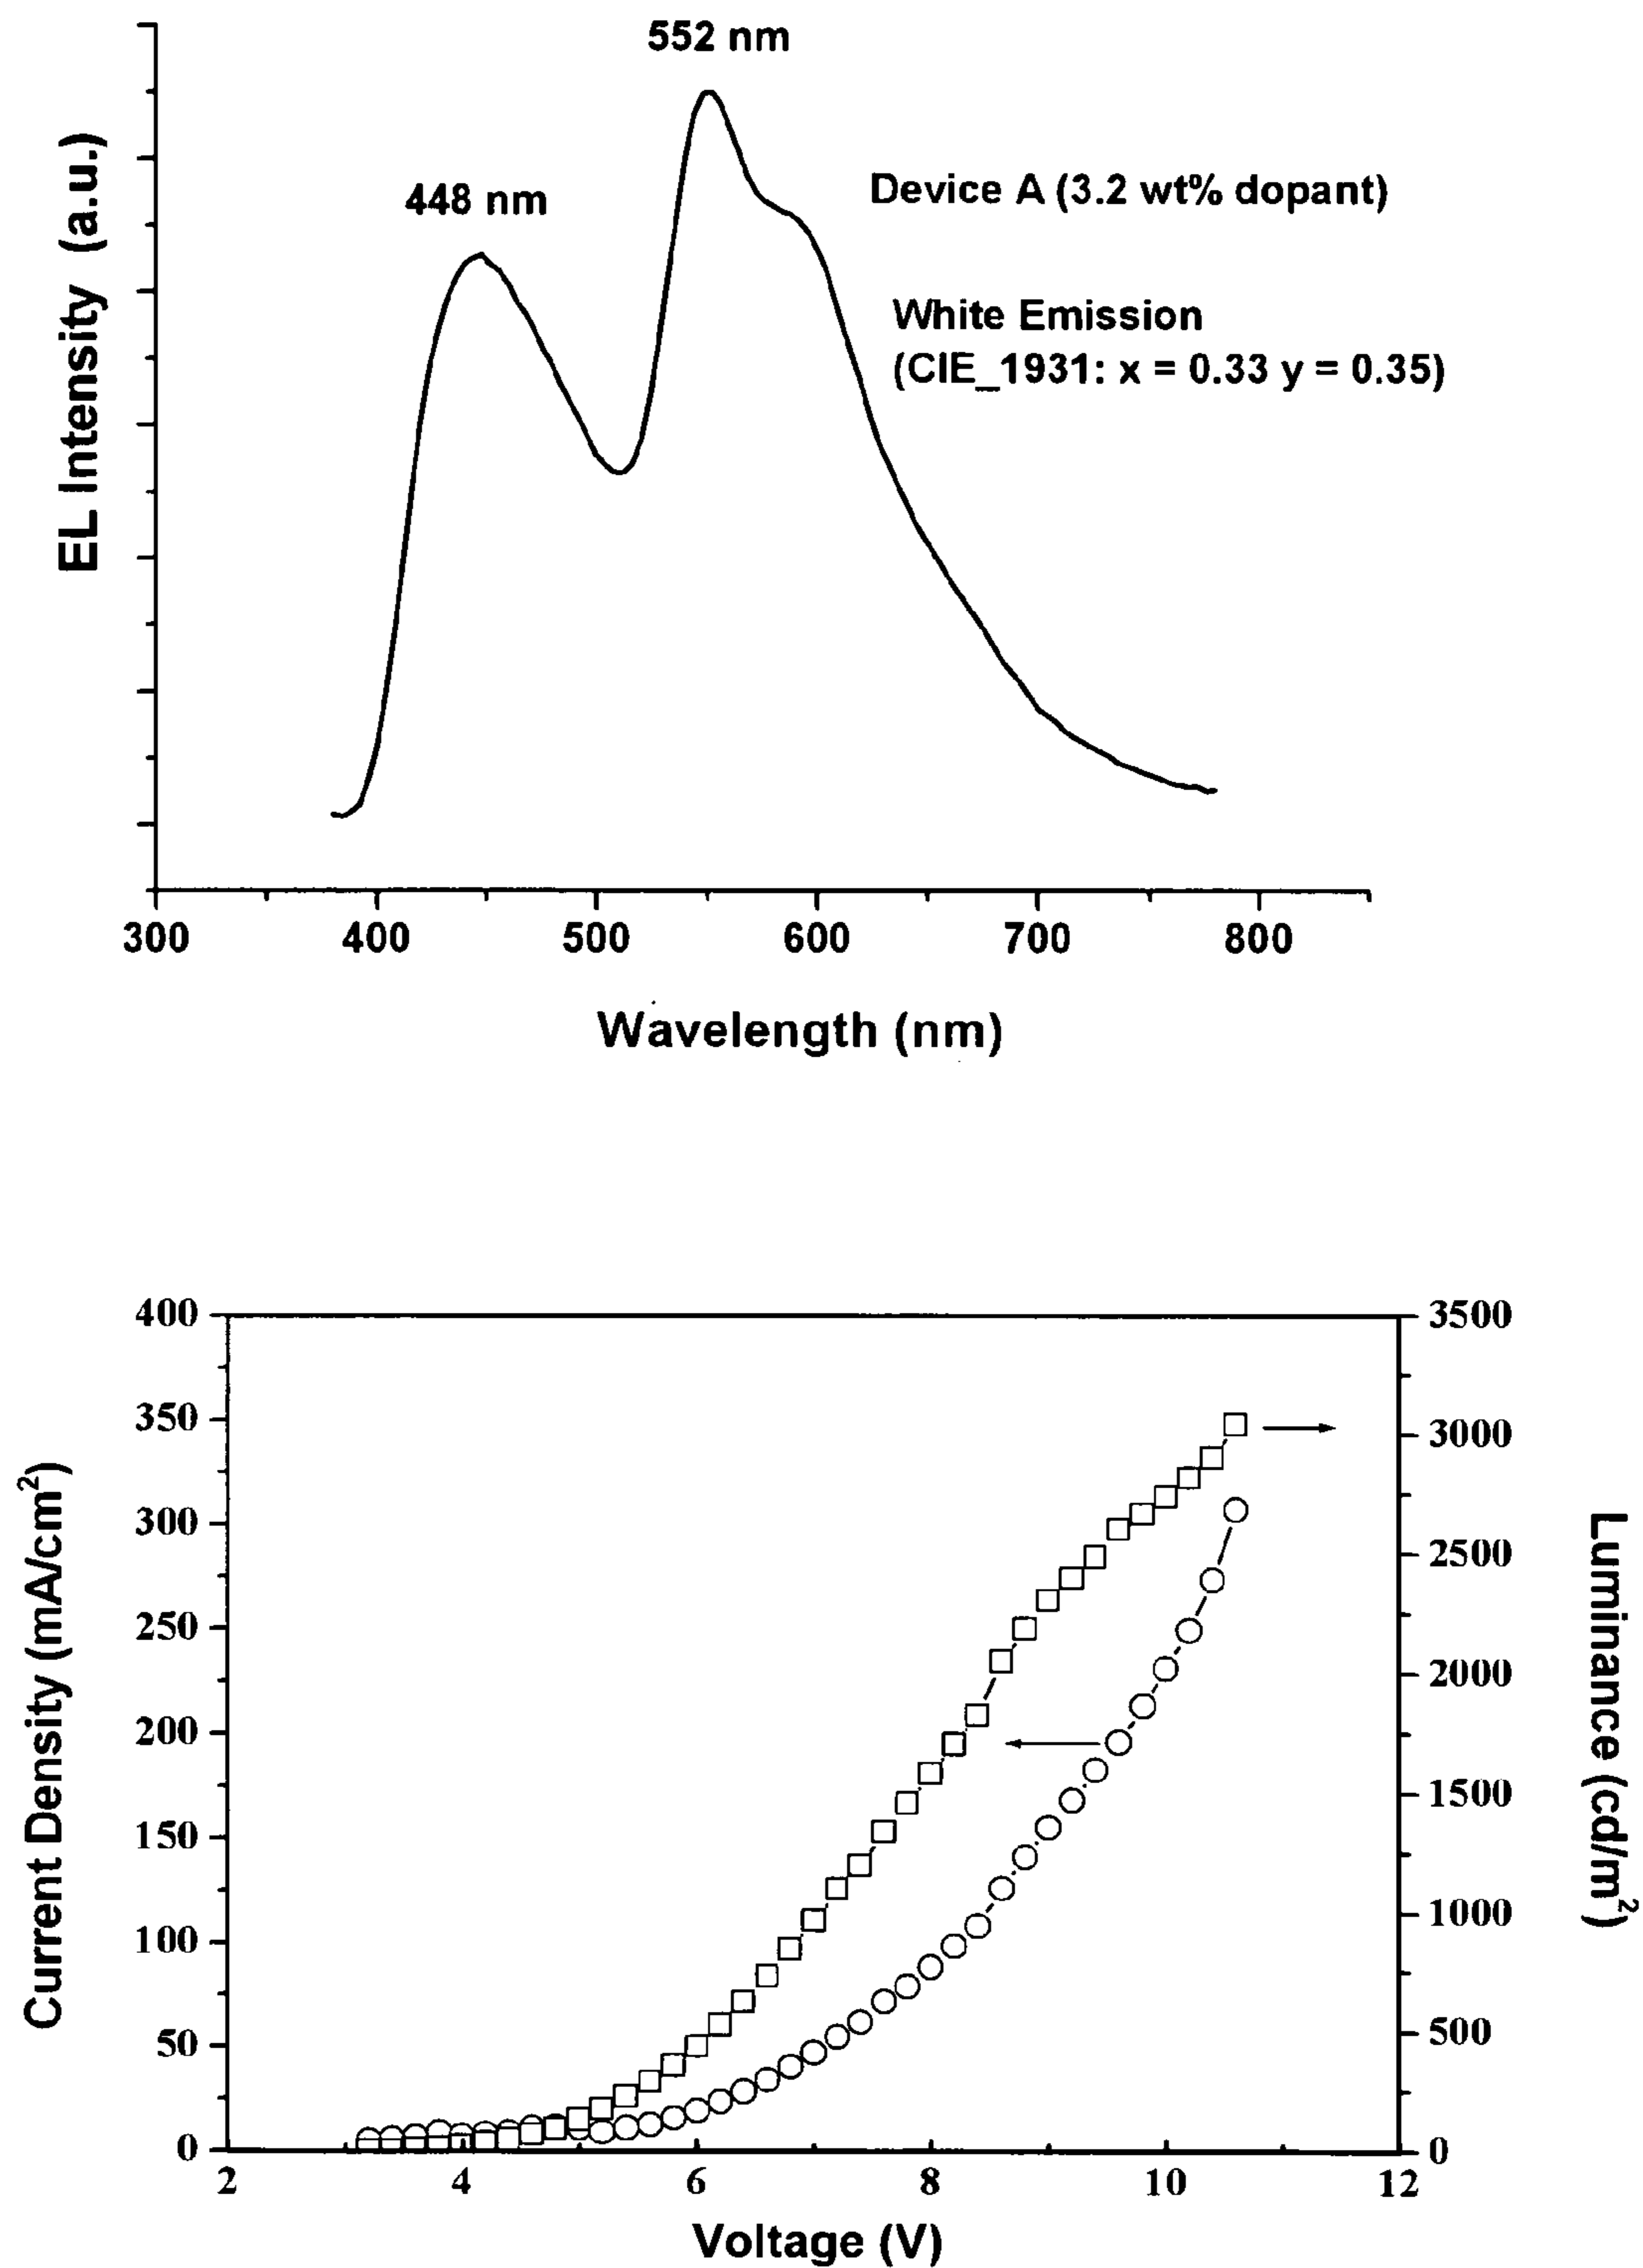 552 nm
448 nm
Device A (3.2 wt% dopant)
White Emission
(CIE_1931: x = 0.33 y = 0.35)
EL Intensity (a.u.)
300 400 500 600 700 800
Wavelength (nm)
400
350
300
250
200
150
100
50
0
Current Density (mA/cm²)
3500
3000
2500
2000
1500
1000
500
0
Luminance (cd/m²)
2 4 6 8 10 12
Voltage (V)